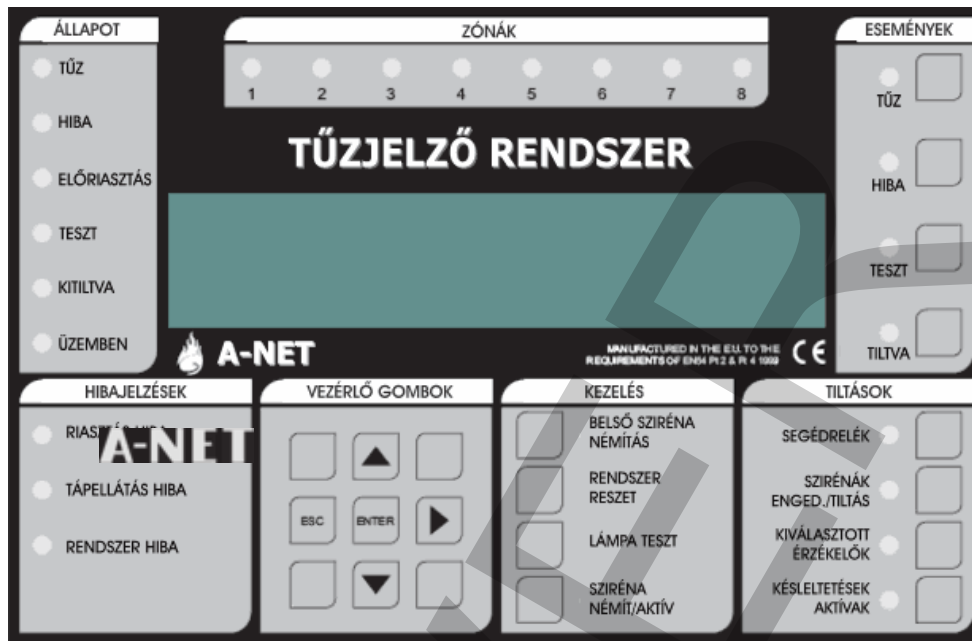 ÁLLAPOT
TŰZ
HIBA
ELŐRIASZTÁS
TESZT
KITILTVA
ÜZEMBEN
ZÓNÁK
1 2 3 4 5 6 7 8
TŰZJELZŐ RENDSZER
A-NET
MANUFACTURED IN THE E.U. TO THE
REQUIREMENTS OF EN54 Pt 2 & Pt 4 1999
CE
ESEMÉNYEK
TŰZ
HIBA
TESZT
TILTVA
HIBAJELZÉSEK
A-NET
TÁPELLÁTÁS HIBA
RENDSZER HIBA
VEZÉRLŐ GOMBOK
ESC ENTER
KEZELÉS
BELSŐ SZIRÉNA
NÉMÍTÁS
RENDSZER
RESZET
LÁMPA TESZT
SZIRÉNA
NÉMÍT/AKTÍV
TILTÁSOK
SEGÉDRELÉK
SZIRÉNÁK
ENGED./TILTÁS
KIVÁLASZTOTT
ÉRZÉKELŐK
KÉSLELTETÉSEK
AKTÍVAK